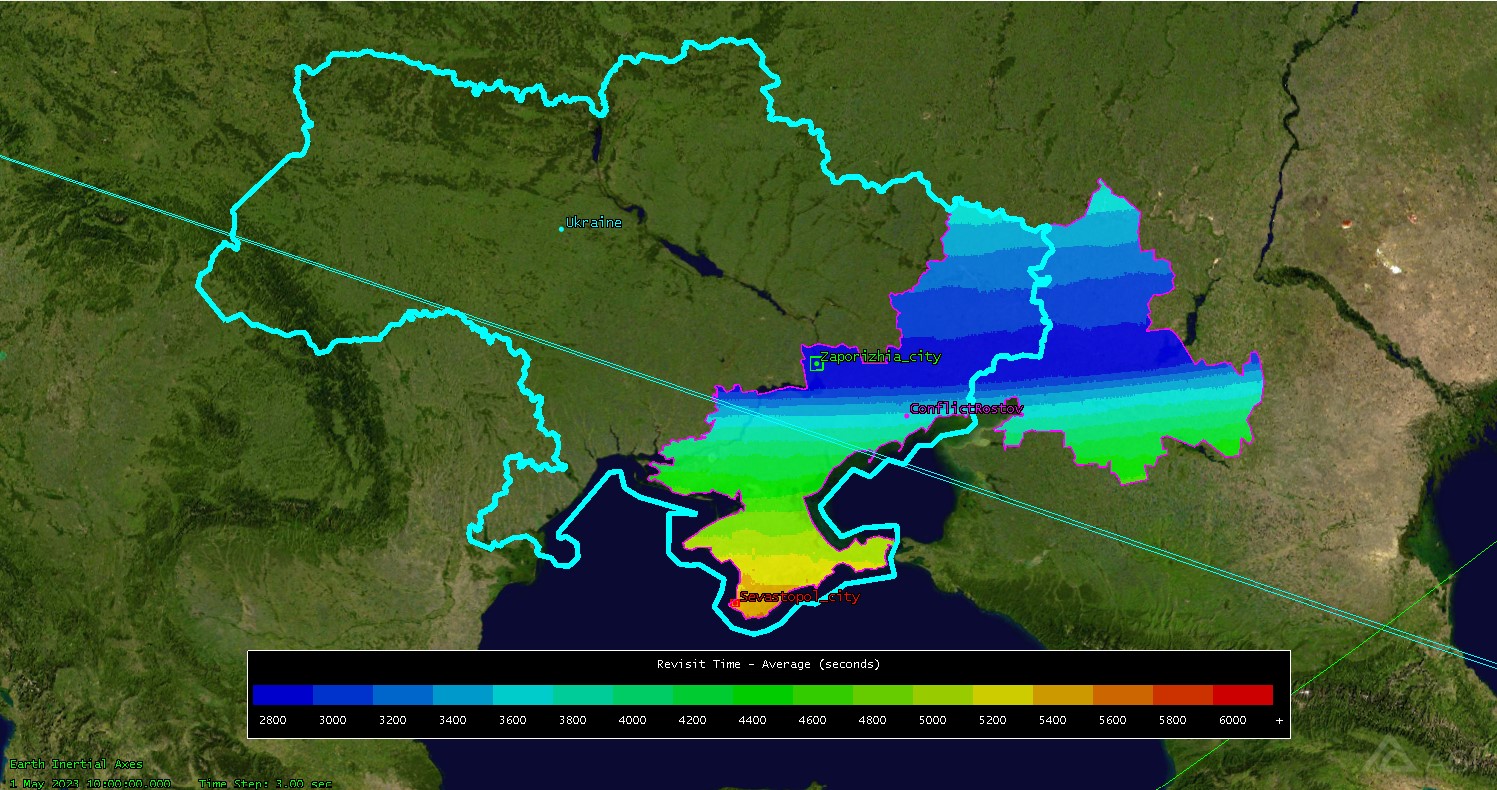 Ukraine
Zaporizhia_city
ConflictRostov
Sevastopol_city
Revisit Time - Average (seconds)
2800 3000 3200 3400 3600 3800 4000 4200 4400 4600 4800 5000 5200 5400 5600 5800 6000 +
Earth Inertial Axes
1 May 2023 10:00:00.000 Time Step: 3.00 sec